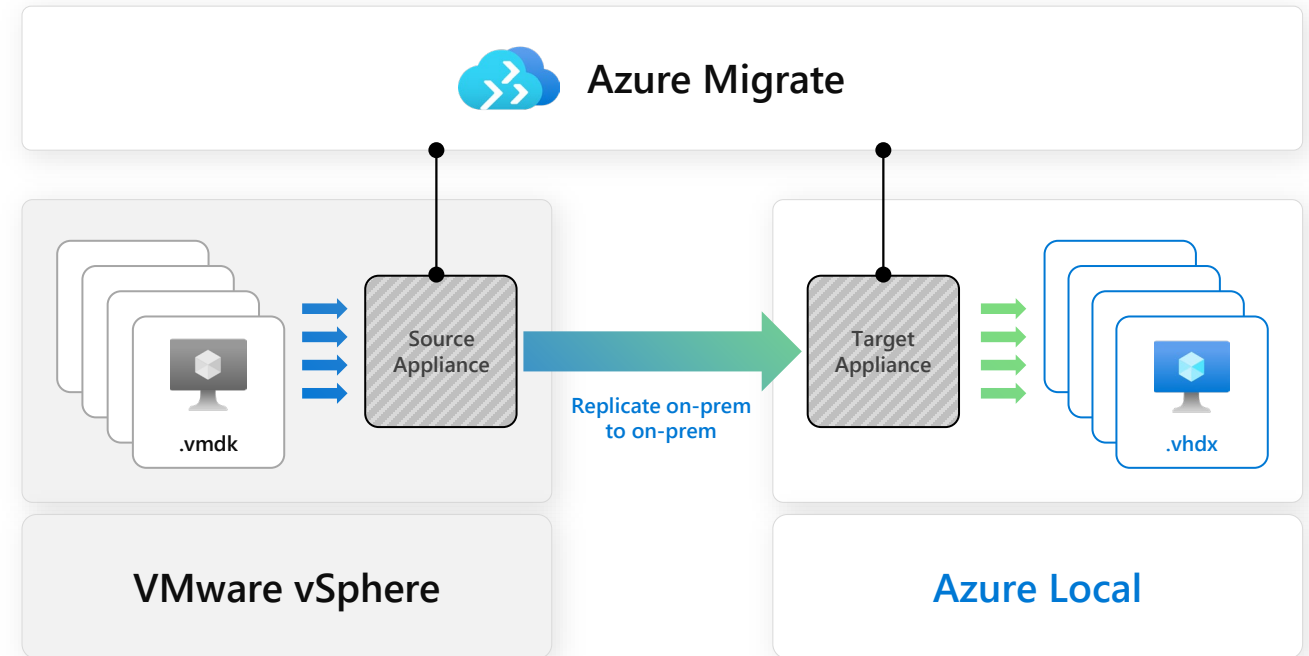 Azure Migrate
Source
Appliance
Target
Appliance
Replicate on-prem
to on-prem
.vmdk
.vhdx
VMware vSphere
Azure Local